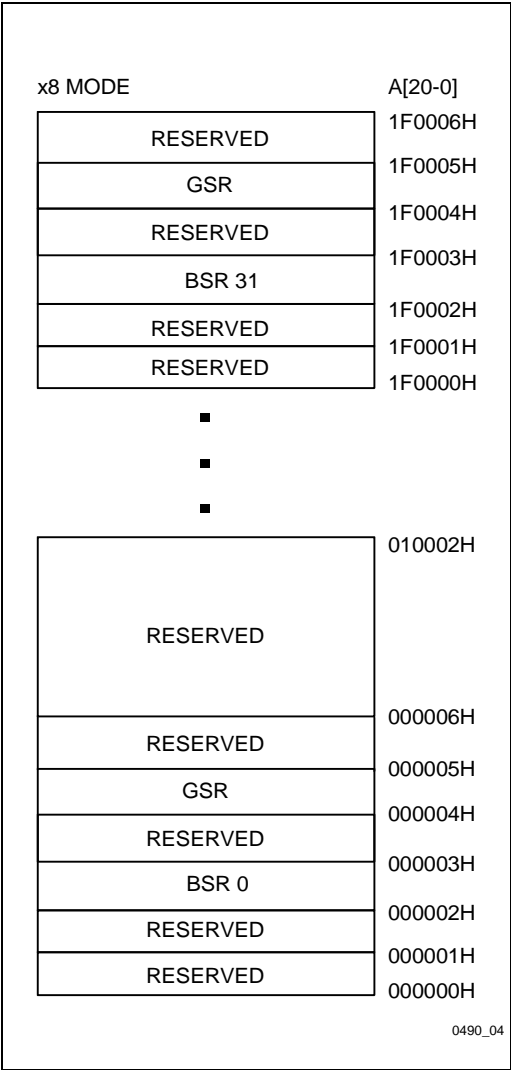 x8 MODE A[20-0]
1F0006H
RESERVED
1F0005H
GSR
1F0004H
RESERVED
1F0003H
BSR 31
1F0002H
RESERVED
1F0001H
RESERVED
1F0000H
010002H
RESERVED
000006H
RESERVED
000005H
GSR
000004H
RESERVED
000003H
BSR 0
000002H
RESERVED
000001H
RESERVED
000000H
0490_04